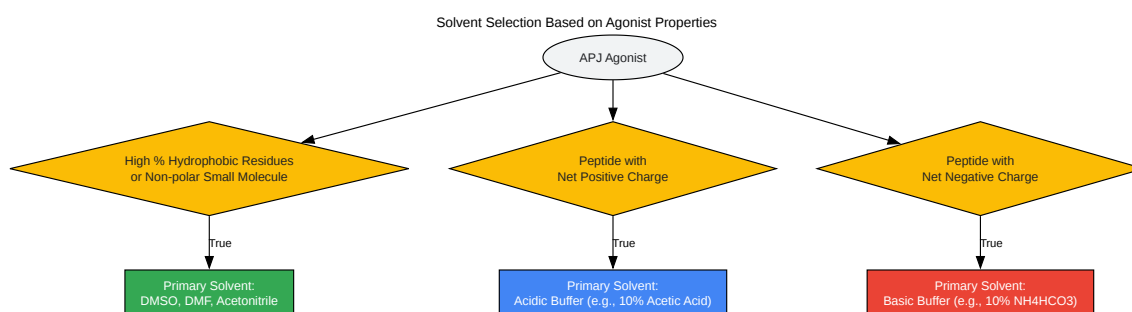 Solvent Selection Based on Agonist Properties
APJ Agonist
High % Hydrophobic Residues
or Non-polar Small Molecule
Peptide with
Net Positive Charge
Peptide with
Net Negative Charge
True
True
True
Primary Solvent:
DMSO, DMF, Acetonitrile
Primary Solvent:
Acidic Buffer (e.g., 10% Acetic Acid)
Primary Solvent:
Basic Buffer (e.g., 10% NH4HCO3)